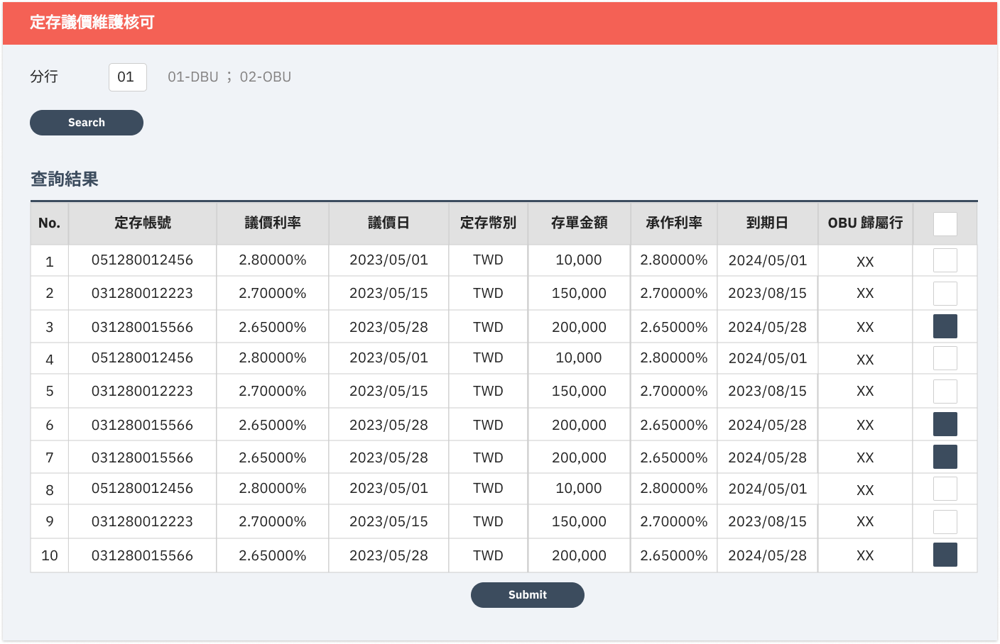 定存議價維護核可
分行 01 01-DBU ； 02-OBU
Search
查詢結果
No. 定存帳號 議價利率 議價日 定存幣別 存單金額 承作利率 到期日 OBU 歸屬行
1 051280012456 2.80000% 2023/05/01 TWD 10,000 2.80000% 2024/05/01 XX
2 031280012223 2.70000% 2023/05/15 TWD 150,000 2.70000% 2023/08/15 XX
3 031280015566 2.65000% 2023/05/28 TWD 200,000 2.65000% 2024/05/28 XX
4 051280012456 2.80000% 2023/05/01 TWD 10,000 2.80000% 2024/05/01 XX
5 031280012223 2.70000% 2023/05/15 TWD 150,000 2.70000% 2023/08/15 XX
6 031280015566 2.65000% 2023/05/28 TWD 200,000 2.65000% 2024/05/28 XX
7 031280015566 2.65000% 2023/05/28 TWD 200,000 2.65000% 2024/05/28 XX
8 051280012456 2.80000% 2023/05/01 TWD 10,000 2.80000% 2024/05/01 XX
9 031280012223 2.70000% 2023/05/15 TWD 150,000 2.70000% 2023/08/15 XX
10 031280015566 2.65000% 2023/05/28 TWD 200,000 2.65000% 2024/05/28 XX
Submit